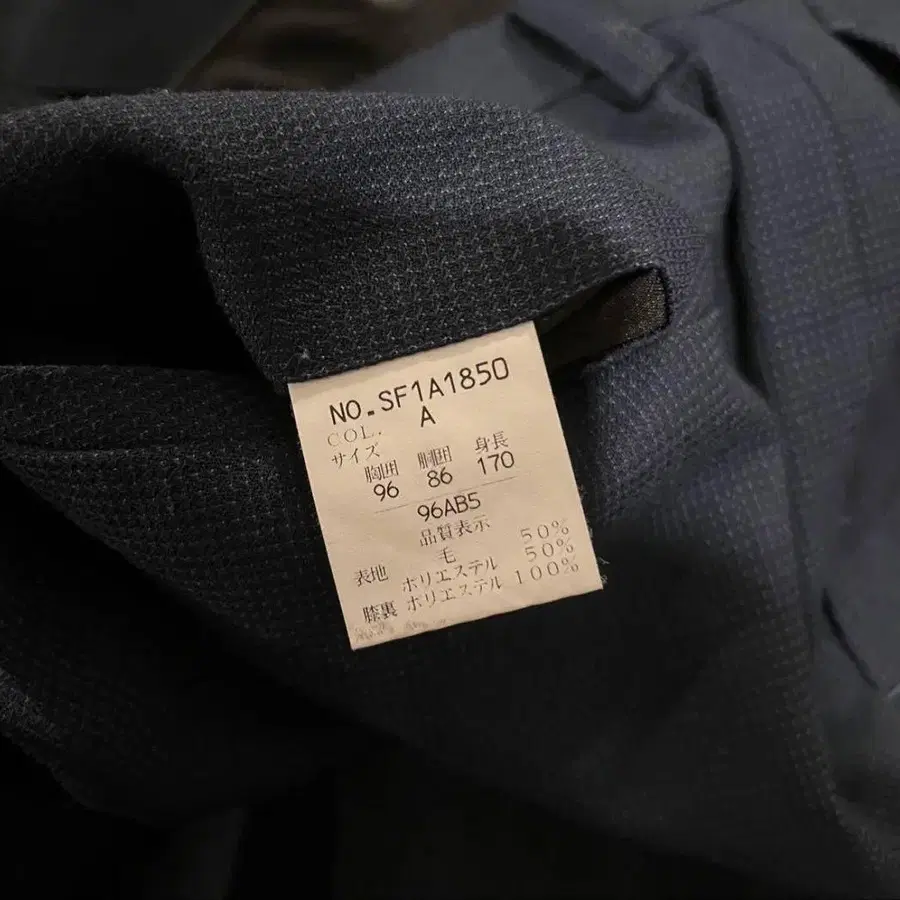 NO.SF1A1850
COL. A
サイズ
胸囲 胴囲 身長
96 86 170
96AB5
品質表示
表地 毛 50%
ポリエステル 50%
膝裏 ポリエステル 100%